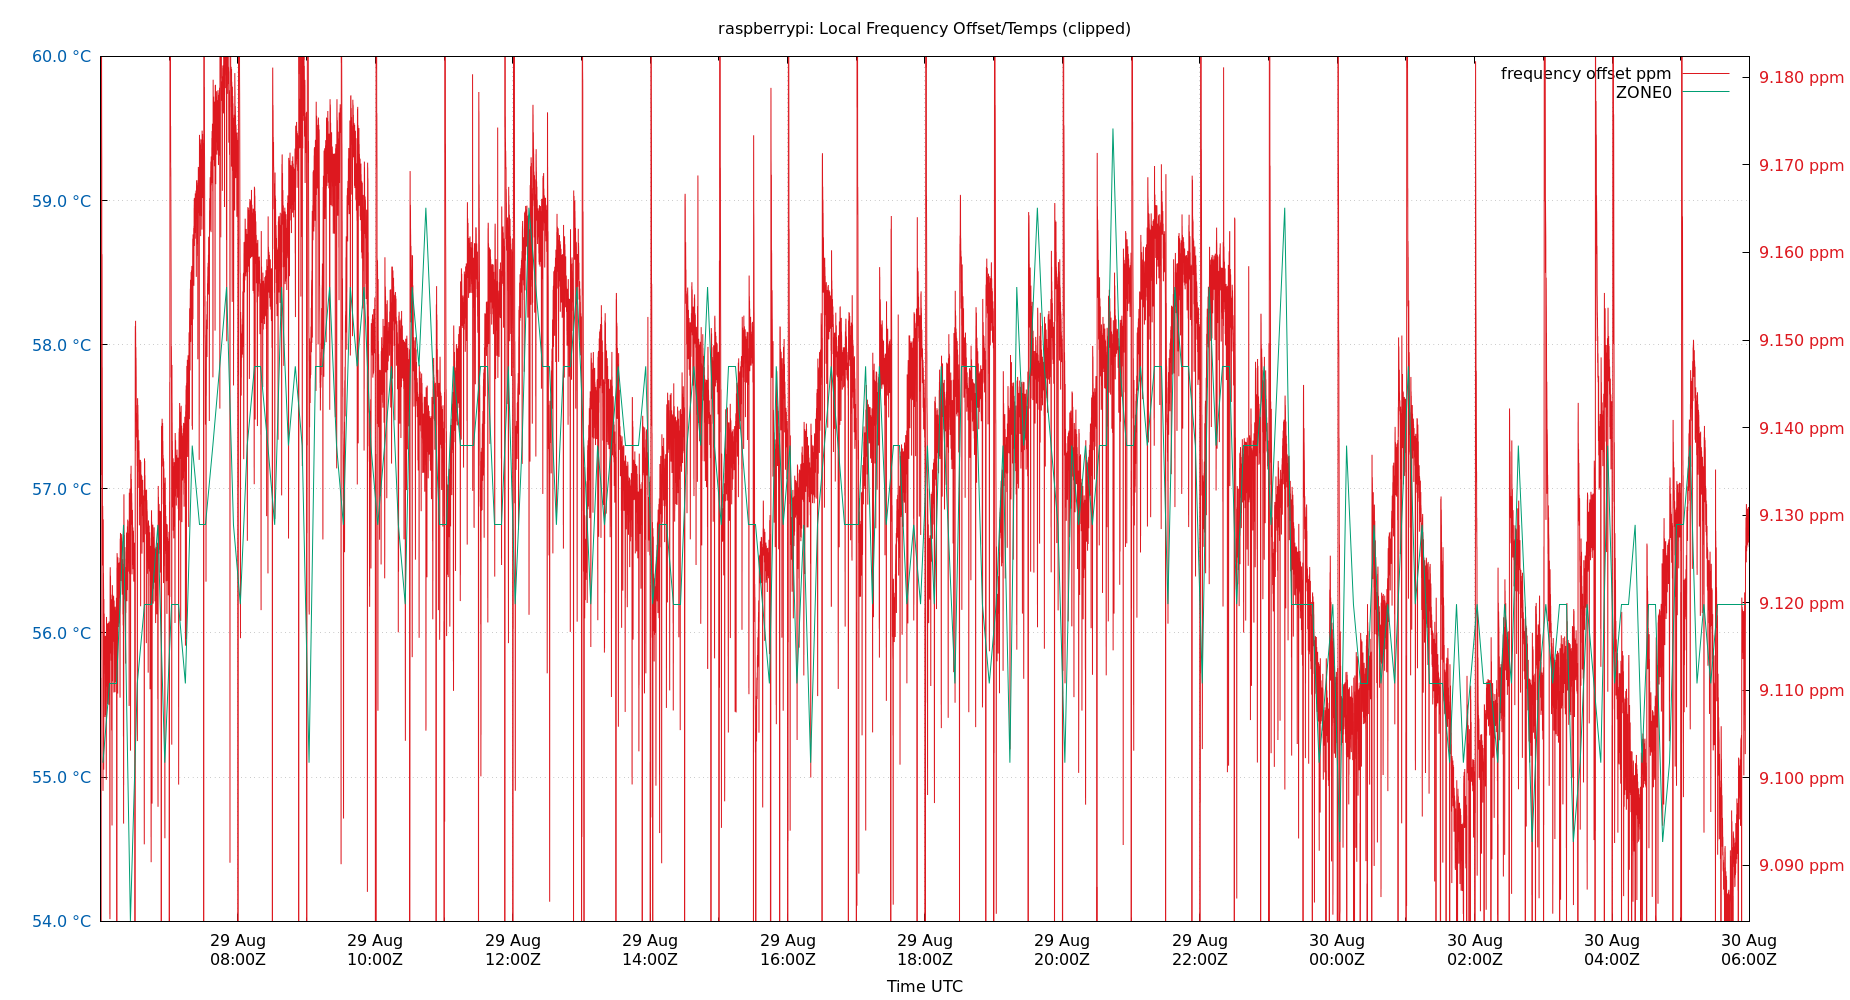 raspberrypi: Local Frequency Offset/Temps (clipped)
60.0 °C
59.0 °C
58.0 °C
57.0 °C
56.0 °C
55.0 °C
54.0 °C
frequency offset ppm
ZONE0
9.180 ppm
9.170 ppm
9.160 ppm
9.150 ppm
9.140 ppm
9.130 ppm
9.120 ppm
9.110 ppm
9.100 ppm
9.090 ppm
29 Aug
08:00Z
29 Aug
10:00Z
29 Aug
12:00Z
29 Aug
14:00Z
29 Aug
16:00Z
29 Aug
18:00Z
29 Aug
20:00Z
29 Aug
22:00Z
30 Aug
00:00Z
30 Aug
02:00Z
30 Aug
04:00Z
30 Aug
06:00Z
Time UTC